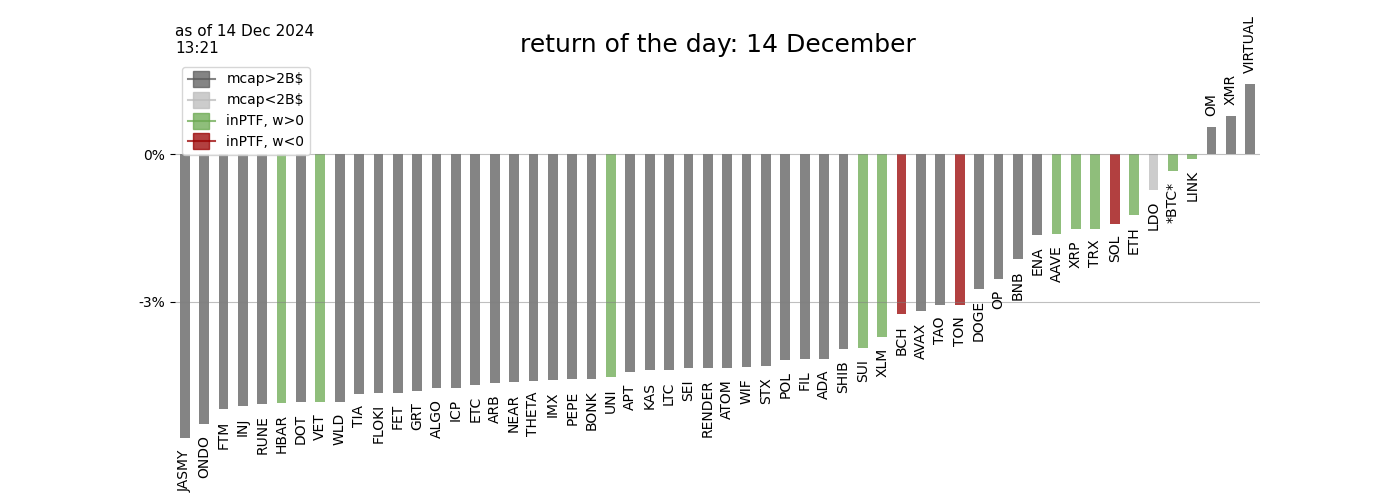 as of 14 Dec 2024
13:21
return of the day: 14 December
mcap>2B$
mcap<2B$
inPTF, w>0
inPTF, w<0
0%
-3%
JASMY
ONDO
FTM
INJ
RUNE
HBAR
DOT
VET
WLD
TIA
FLOKI
FET
GRT
ALGO
ICP
ETC
ARB
NEAR
THETA
IMX
PEPE
BONK
UNI
APT
KAS
LTC
SEI
RENDER
ATOM
WIF
STX
POL
FIL
ADA
SHIB
SUI
XLM
BCH
AVAX
TAO
TON
DOGE
OP
BNB
ENA
AAVE
XRP
TRX
SOL
ETH
LDO
*BTC*
LINK
OM
XMR
VIRTUAL